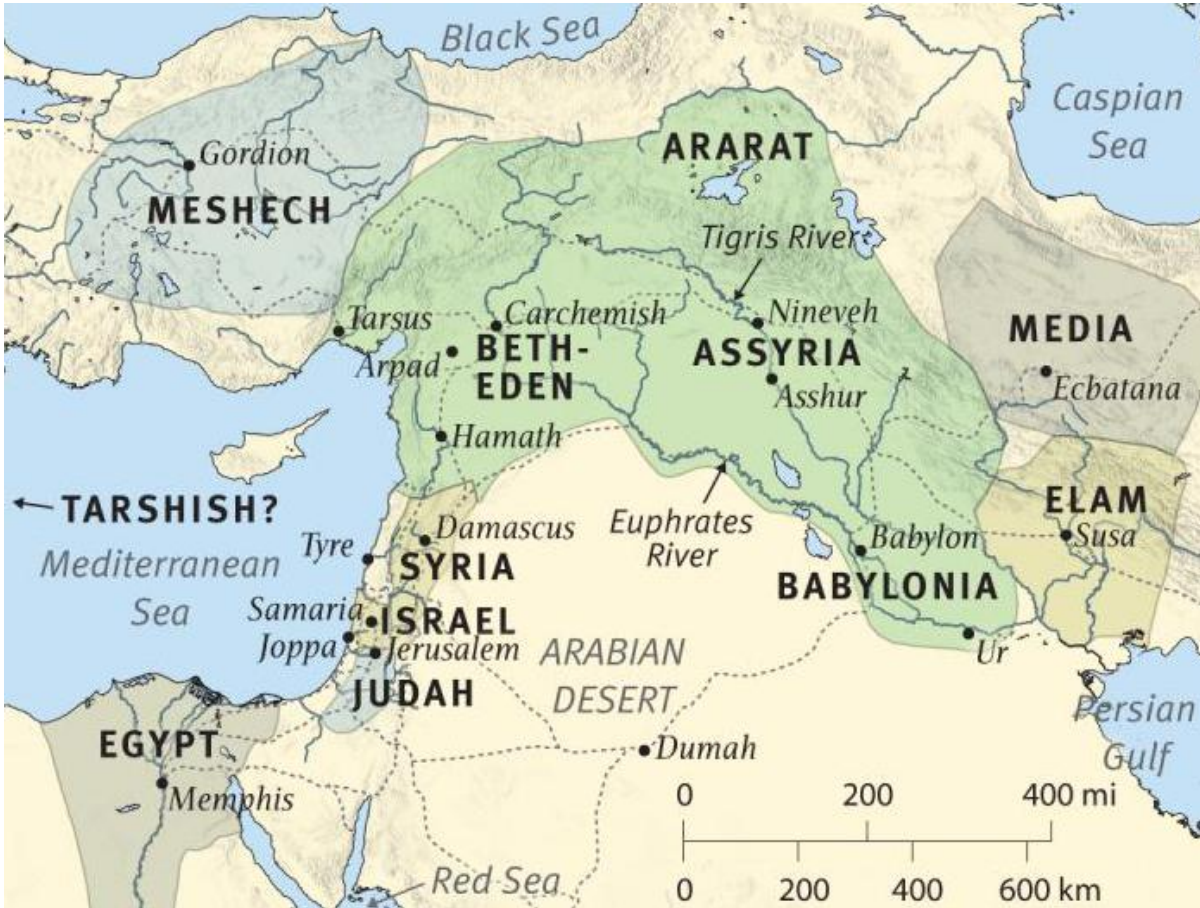 Black Sea
Caspian
Sea
ARARAT
Gordion
MESHECH
Tigris River
Tarsus
Carchemish
Nineveh
MEDIA
Arpad
BETH-
EDEN
ASSYRIA
Asshur
Ecbatana
Hamath
TARSHISH?
ELAM
Mediterranean
Sea
Tyre
Damascus
SYRIA
Euphrates
River
Babylon
Susa
BABYLONIA
Samaria
ISRAEL
Joppa
Jerusalem
ARABIAN
DESERT
Ur
JUDAH
Persian
Gulf
EGYPT
Dumah
Memphis
0 200 400 mi
0 200 400 600 km
Red Sea